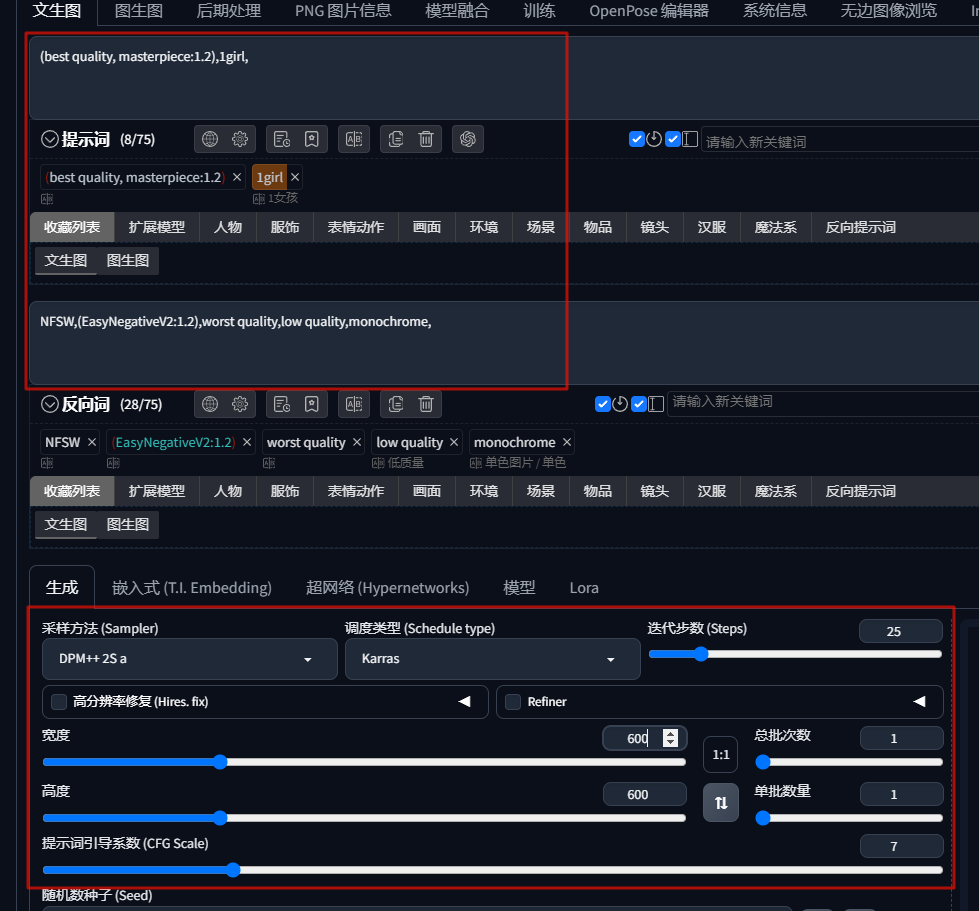 文生图 图生图 后期处理 PNG 图片信息 模型融合 训练 OpenPose 编辑器 系统信息 无边图像浏览
(best quality, masterpiece:1.2),1girl,
提示词 (8/75) 请输入新关键词
(best quality, masterpiece:1.2) × 1girl ×
1女孩
收藏列表 扩展模型 人物 服饰 表情动作 画面 环境 场景 物品 镜头 汉服 魔法系 反向提示词
文生图 图生图
NFSW,(EasyNegativeV2:1.2),worst quality,low quality,monochrome,
反向词 (28/75) 请输入新关键词
NFSW × (EasyNegativeV2:1.2) × worst quality × low quality × monochrome ×
低质量 单色图片 / 单色
收藏列表 扩展模型 人物 服饰 表情动作 画面 环境 场景 物品 镜头 汉服 魔法系 反向提示词
文生图 图生图
生成 嵌入式 (T.I. Embedding) 超网络 (Hypernetworks) 模型 Lora
采样方法 (Sampler) 调度类型 (Schedule type) 迭代步数 (Steps) 25
DPM++ 2S a Karras
高分辨率修复 (Hires. fix) Refiner
宽度 600 总批次数 1
1:1
高度 600 单批数量 1
提示词引导系数 (CFG Scale) 7
随机数种子 (Seed)